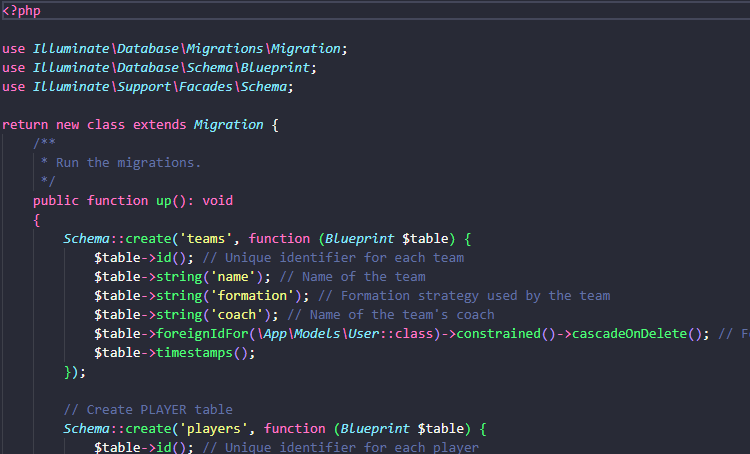 <?php
use Illuminate\Database\Migrations\Migration;
use Illuminate\Database\Schema\Blueprint;
use Illuminate\Support\Facades\Schema;
return new class extends Migration {
/**
* Run the migrations.
*/
public function up(): void
{
Schema::create('teams', function (Blueprint $table) {
$table->id(); // Unique identifier for each team
$table->string('name'); // Name of the team
$table->string('formation'); // Formation strategy used by the team
$table->string('coach'); // Name of the team's coach
$table->foreignIdFor(\App\Models\User::class)->constrained()->cascadeOnDelete(); // F
$table->timestamps();
});
// Create PLAYER table
Schema::create('players', function (Blueprint $table) {
$table->id(); // Unique identifier for each player